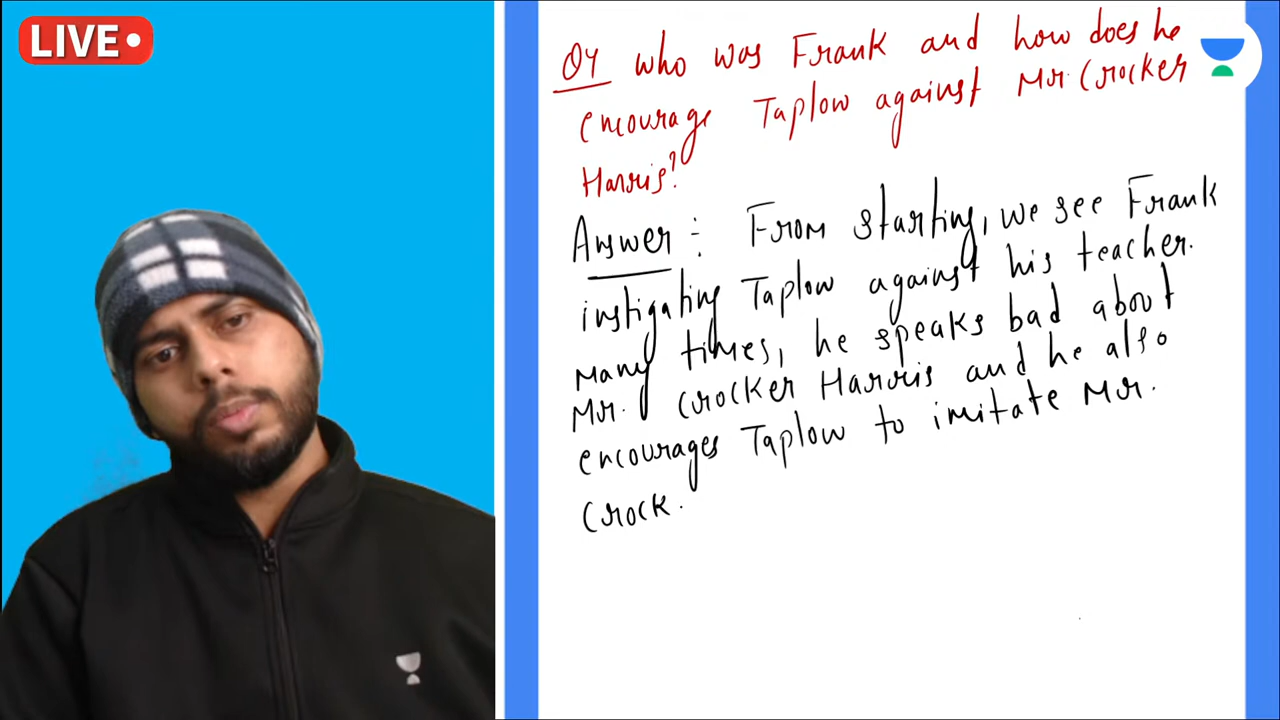 LIVE
Q4 who was Frank and how does he
encourage Taplow against Mr. Crocker
Harris?
Answer: From starting, we see Frank
instigating Taplow against his teacher.
Many times, he speaks bad about
Mr. Crocker Harris and he also
encourages Taplow to imitate Mr.
Crock.